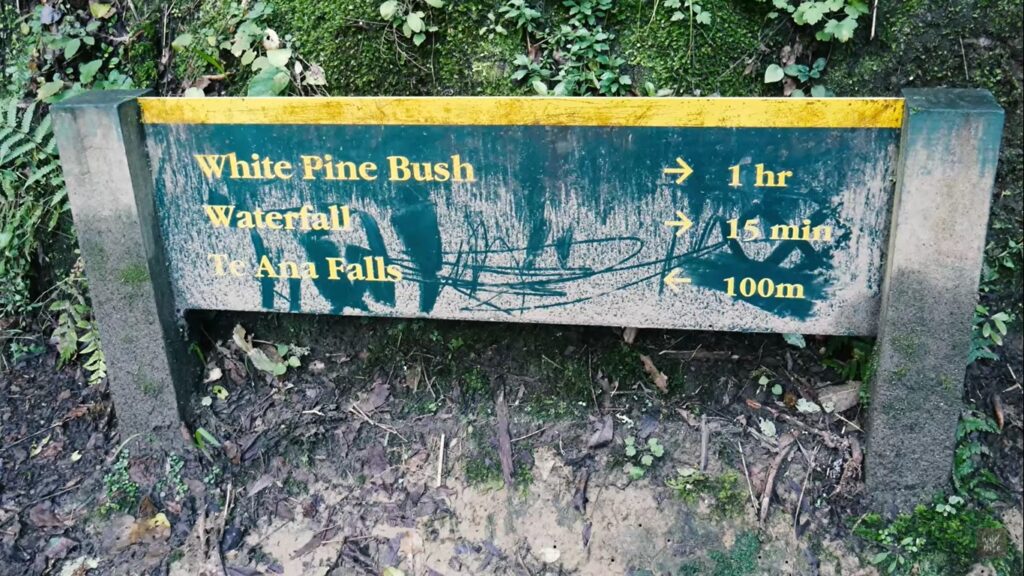 White Pine Bush → 1 hr
Waterfall → 15 min
Te Ana Falls ← 100m